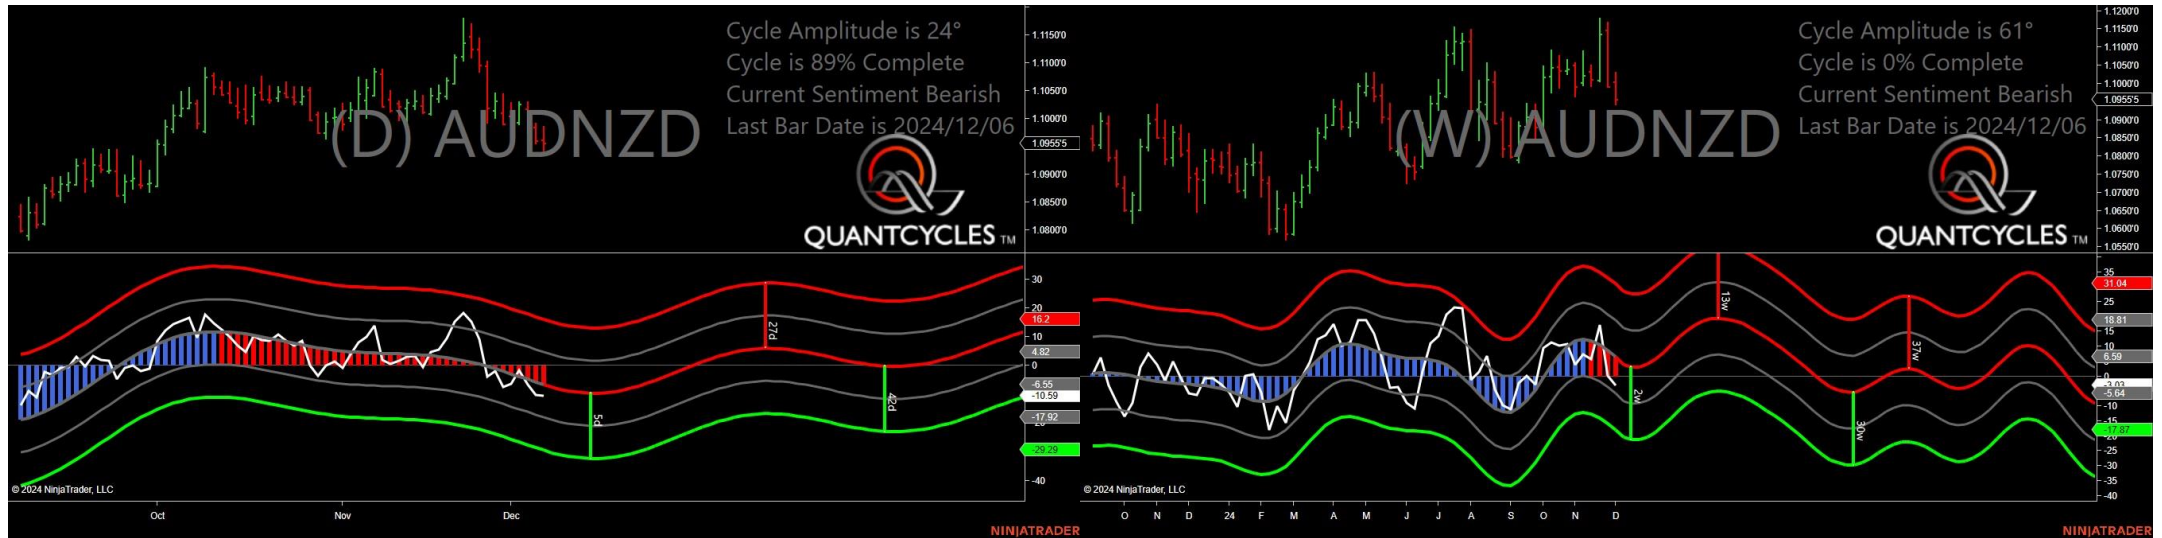 Cycle Amplitude is 24°
Cycle is 89% Complete
Current Sentiment Bearish
Last Bar Date is 2024/12/06
(D) AUDNZD
QUANTCYCLES TM
1.1150'0
1.1100'0
1.1050'0
1.1000'0
1.0955'5
1.0900'0
1.0850'0
1.0800'0
30
20
16.2
10
4.82
0
-6.55
-10.59
-17.92
-29.29
-40
5d
27d
42d
© 2024 NinjaTrader, LLC
Oct Nov Dec
NINJATRADER
Cycle Amplitude is 61°
Cycle is 0% Complete
Current Sentiment Bearish
Last Bar Date is 2024/12/06
(W) AUDNZD
QUANTCYCLES TM
1.1200'0
1.1150'0
1.1100'0
1.1050'0
1.1000'0
1.0955'5
1.0900'0
1.0850'0
1.0800'0
1.0750'0
1.0700'0
1.0650'0
1.0600'0
1.0550'0
35
31.04
25
18.81
15
10
6.59
-3.03
-5.64
-10
-17.87
-25
-30
-35
-40
2w
13w
30w
37w
© 2024 NinjaTrader, LLC
O N D 24 F M A M J J A S O N D
NINJATRADER